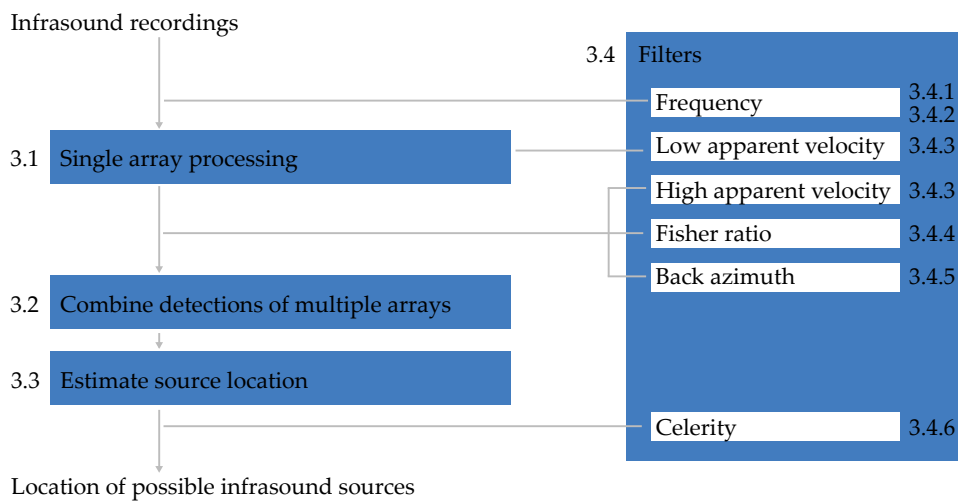 Infrasound recordings
3.4 Filters
Frequency 3.4.1
3.4.2
3.1 Single array processing
Low apparent velocity 3.4.3
High apparent velocity 3.4.3
Fisher ratio 3.4.4
Back azimuth 3.4.5
3.2 Combine detections of multiple arrays
3.3 Estimate source location
Celerity 3.4.6
Location of possible infrasound sources